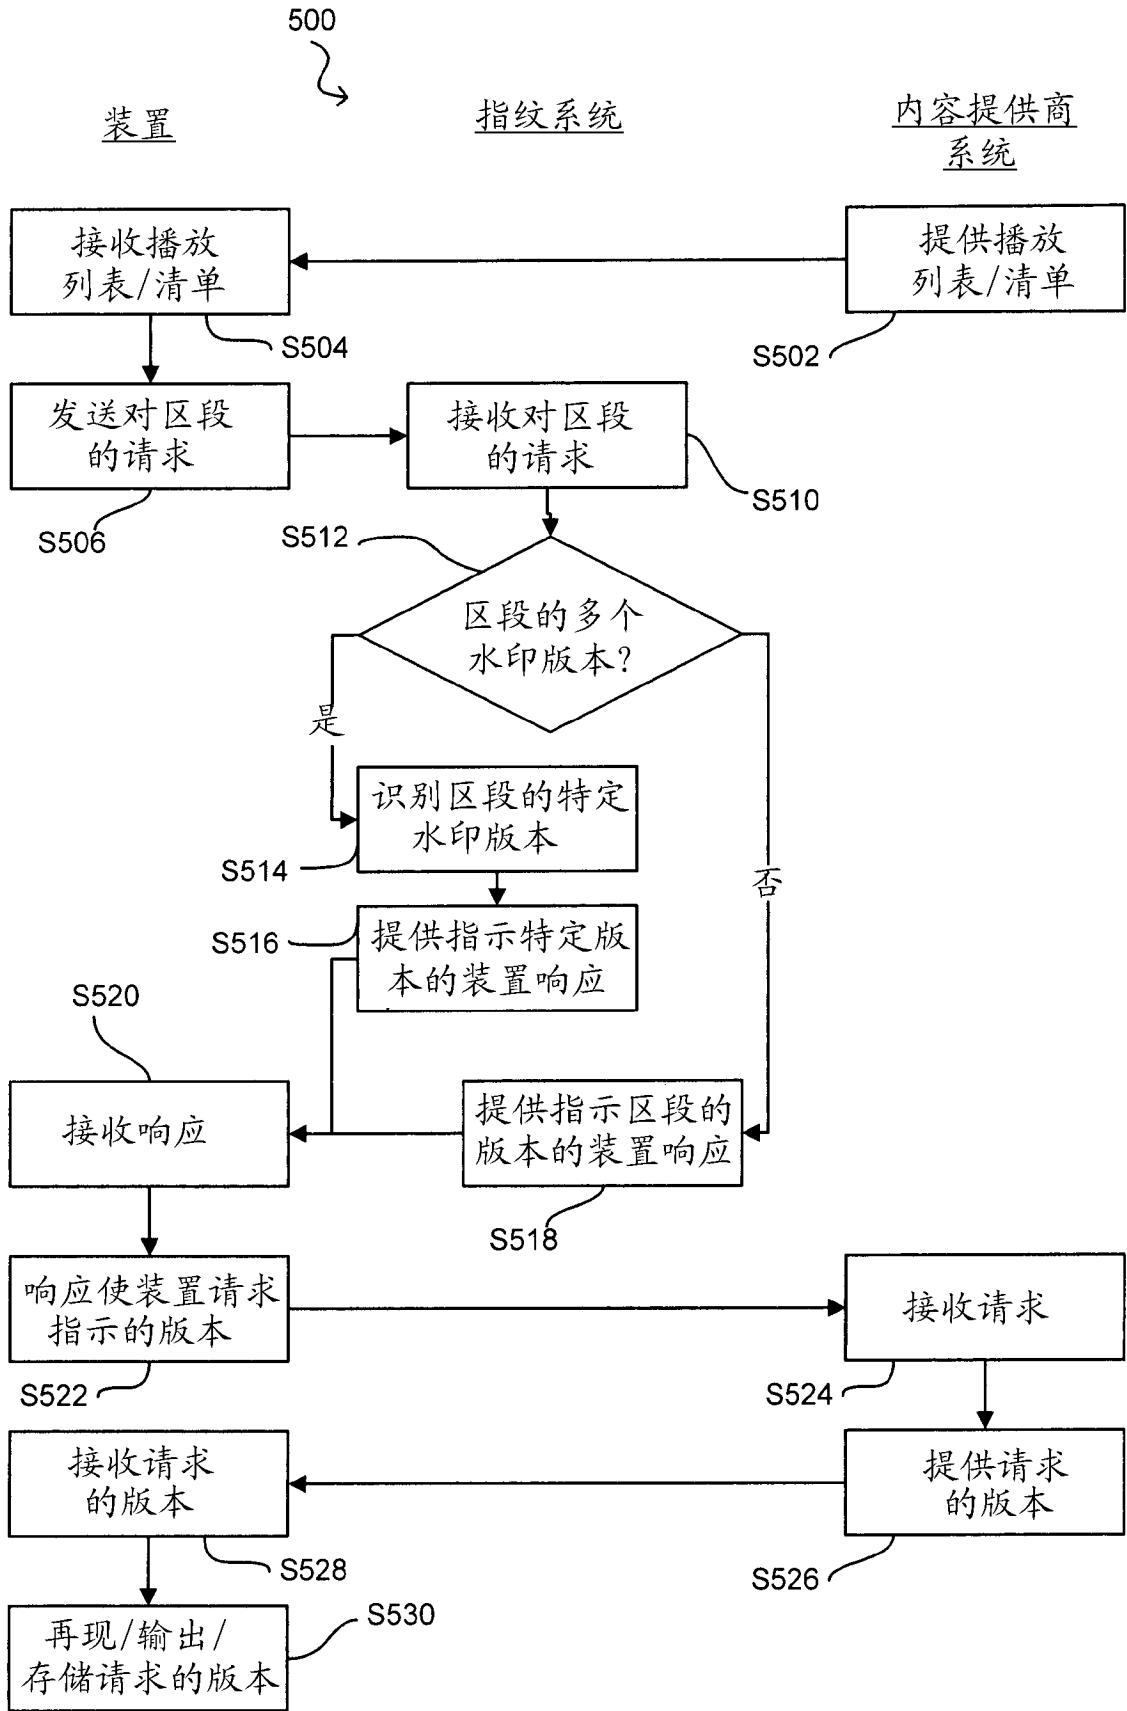 500
装置
指纹系统
内容提供商
系统
接收播放
列表/清单
提供播放
列表/清单
S504
S502
发送对区段
的请求
接收对区段
的请求
S506
S510
S512
区段的多个
水印版本?
是
识别区段的特定
水印版本
S514
否
S516
提供指示特定版
本的装置响应
S520
接收响应
提供指示区段的
版本的装置响应
S518
响应使装置请求
指示的版本
接收请求
S522
S524
接收请求
的版本
提供请求
的版本
S528
S526
S530
再现/输出/
存储请求的版本